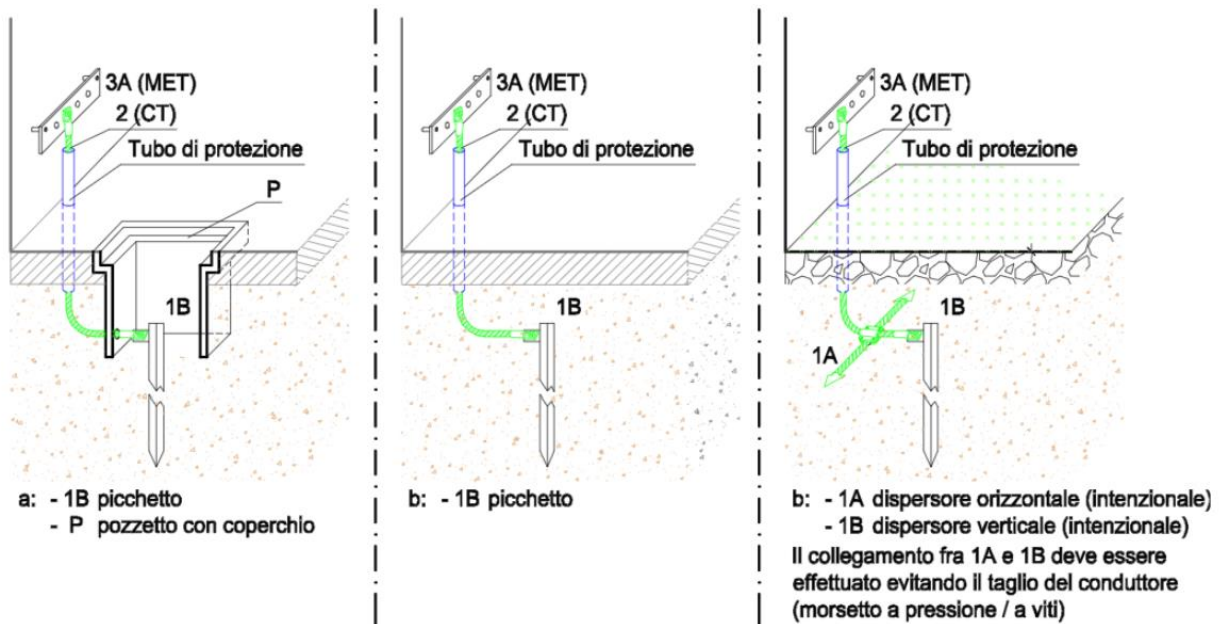 3A (MET)
2 (CT)
Tubo di protezione
P
1B
a: - 1B picchetto
- P pozzetto con coperchio
3A (MET)
2 (CT)
Tubo di protezione
1B
b: - 1B picchetto
3A (MET)
2 (CT)
Tubo di protezione
1B
1A
b: - 1A dispersore orizzontale (intenzionale)
- 1B dispersore verticale (intenzionale)
Il collegamento fra 1A e 1B deve essere
effettuato evitando il taglio del conduttore
(morsetto a pressione / a viti)